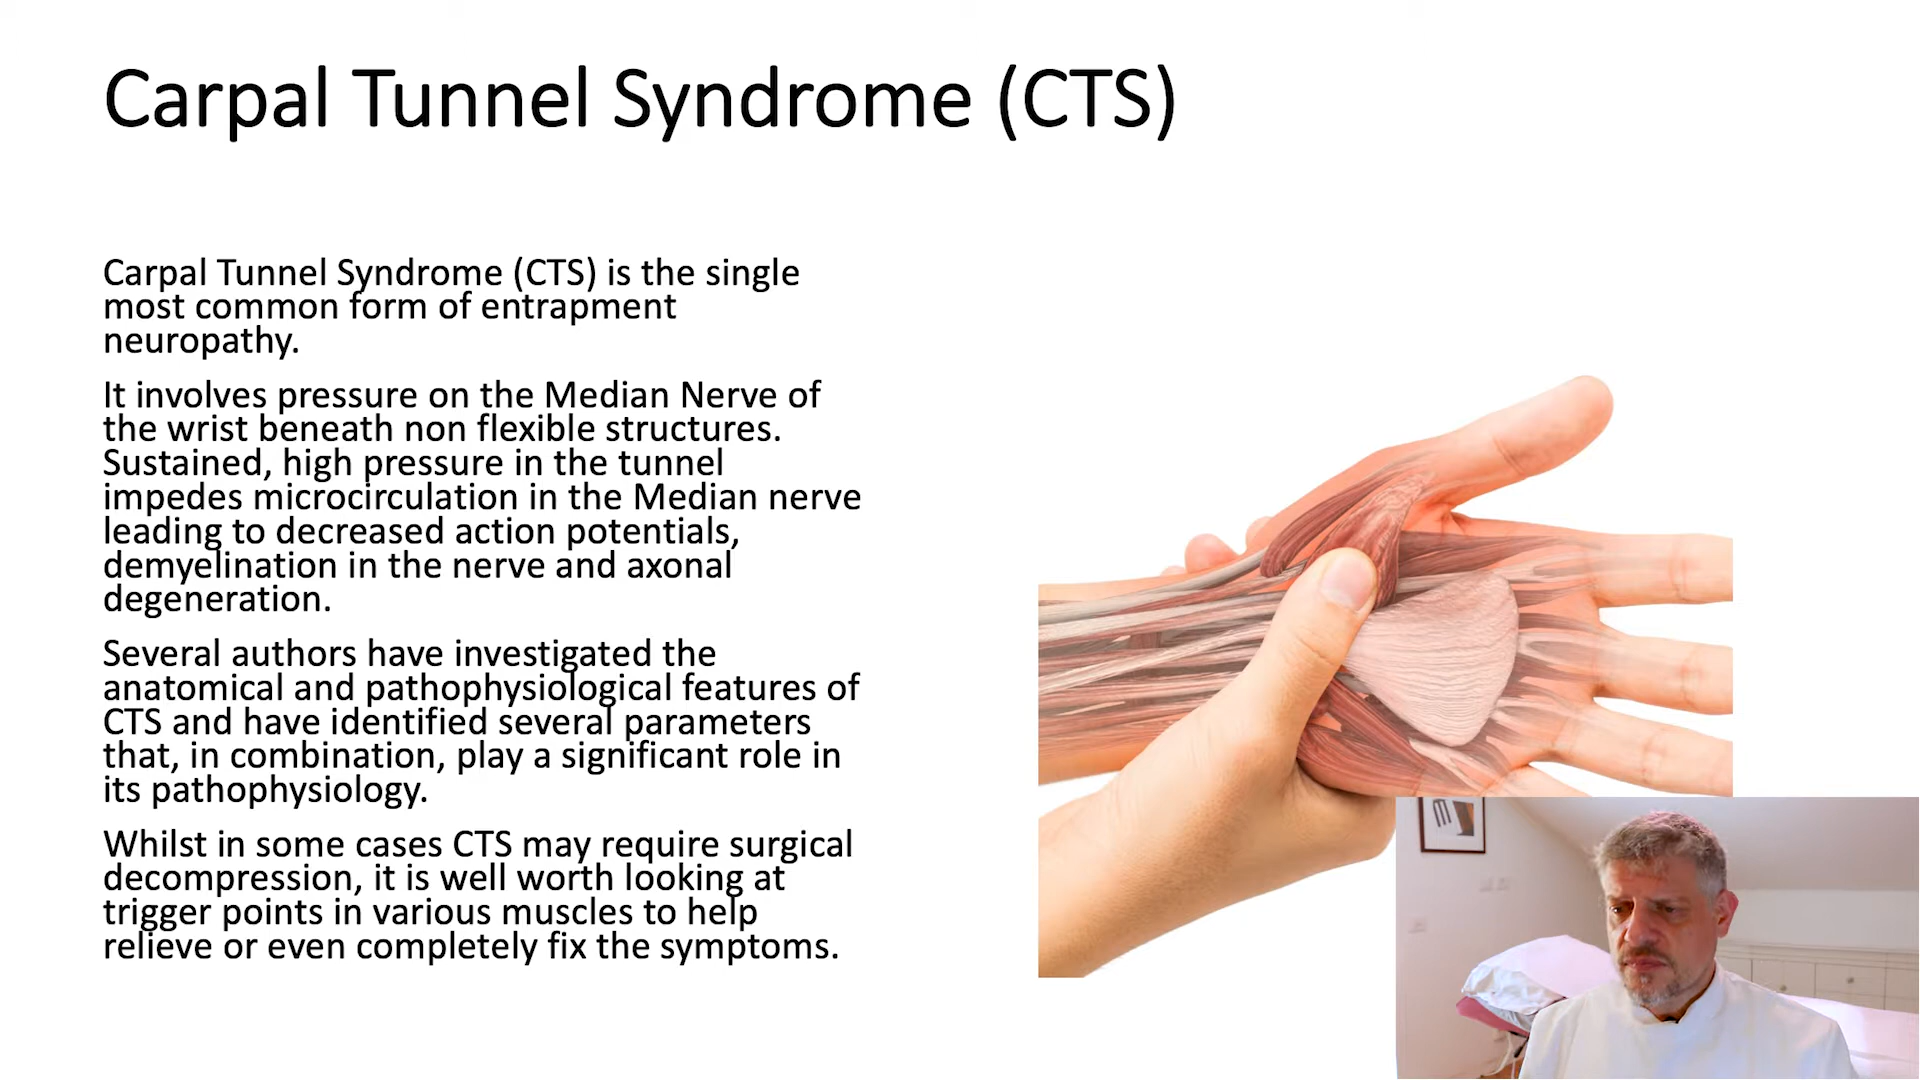 Carpal Tunnel Syndrome (CTS)
Carpal Tunnel Syndrome (CTS) is the single
most common form of entrapment
neuropathy.
It involves pressure on the Median Nerve of
the wrist beneath non flexible structures.
Sustained, high pressure in the tunnel
impedes microcirculation in the Median nerve
leading to decreased action potentials,
demyelination in the nerve and axonal
degeneration.
Several authors have investigated the
anatomical and pathophysiological features of
CTS and have identified several parameters
that, in combination, play a significant role in
its pathophysiology.
Whilst in some cases CTS may require surgical
decompression, it is well worth looking at
trigger points in various muscles to help
relieve or even completely fix the symptoms.